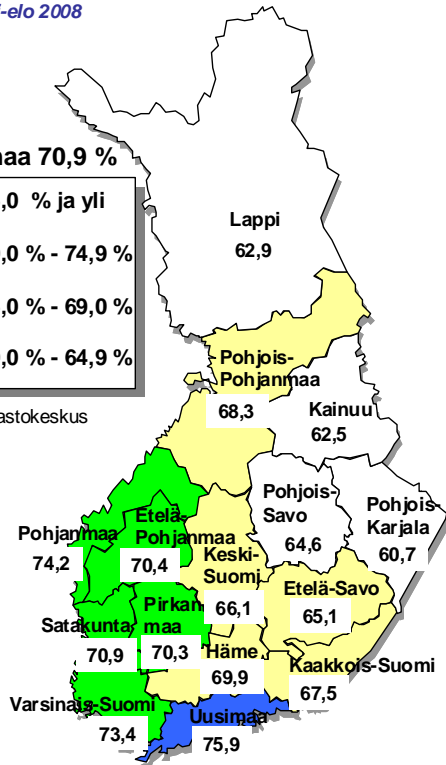 -elo 2008
maa 70,9 %
,0 % ja yli
,0 % - 74,9 %
,0 % - 69,0 %
,0 % - 64,9 %
astokeskus
Lappi
62,9
Pohjois-
Pohjanmaa
68,3
Kainuu
62,5
Pohjois-
Savo
64,6
Pohjois-
Karjala
60,7
Pohjanmaa
74,2
Etelä-
Pohjanmaa
70,4
Keski-
Suomi
66,1
Etelä-Savo
65,1
Satakunta
70,9
Pirkan-
maa
70,3
Häme
69,9
Kaakkois-Suomi
67,5
Varsinais-Suomi
73,4
Uusimaa
75,9